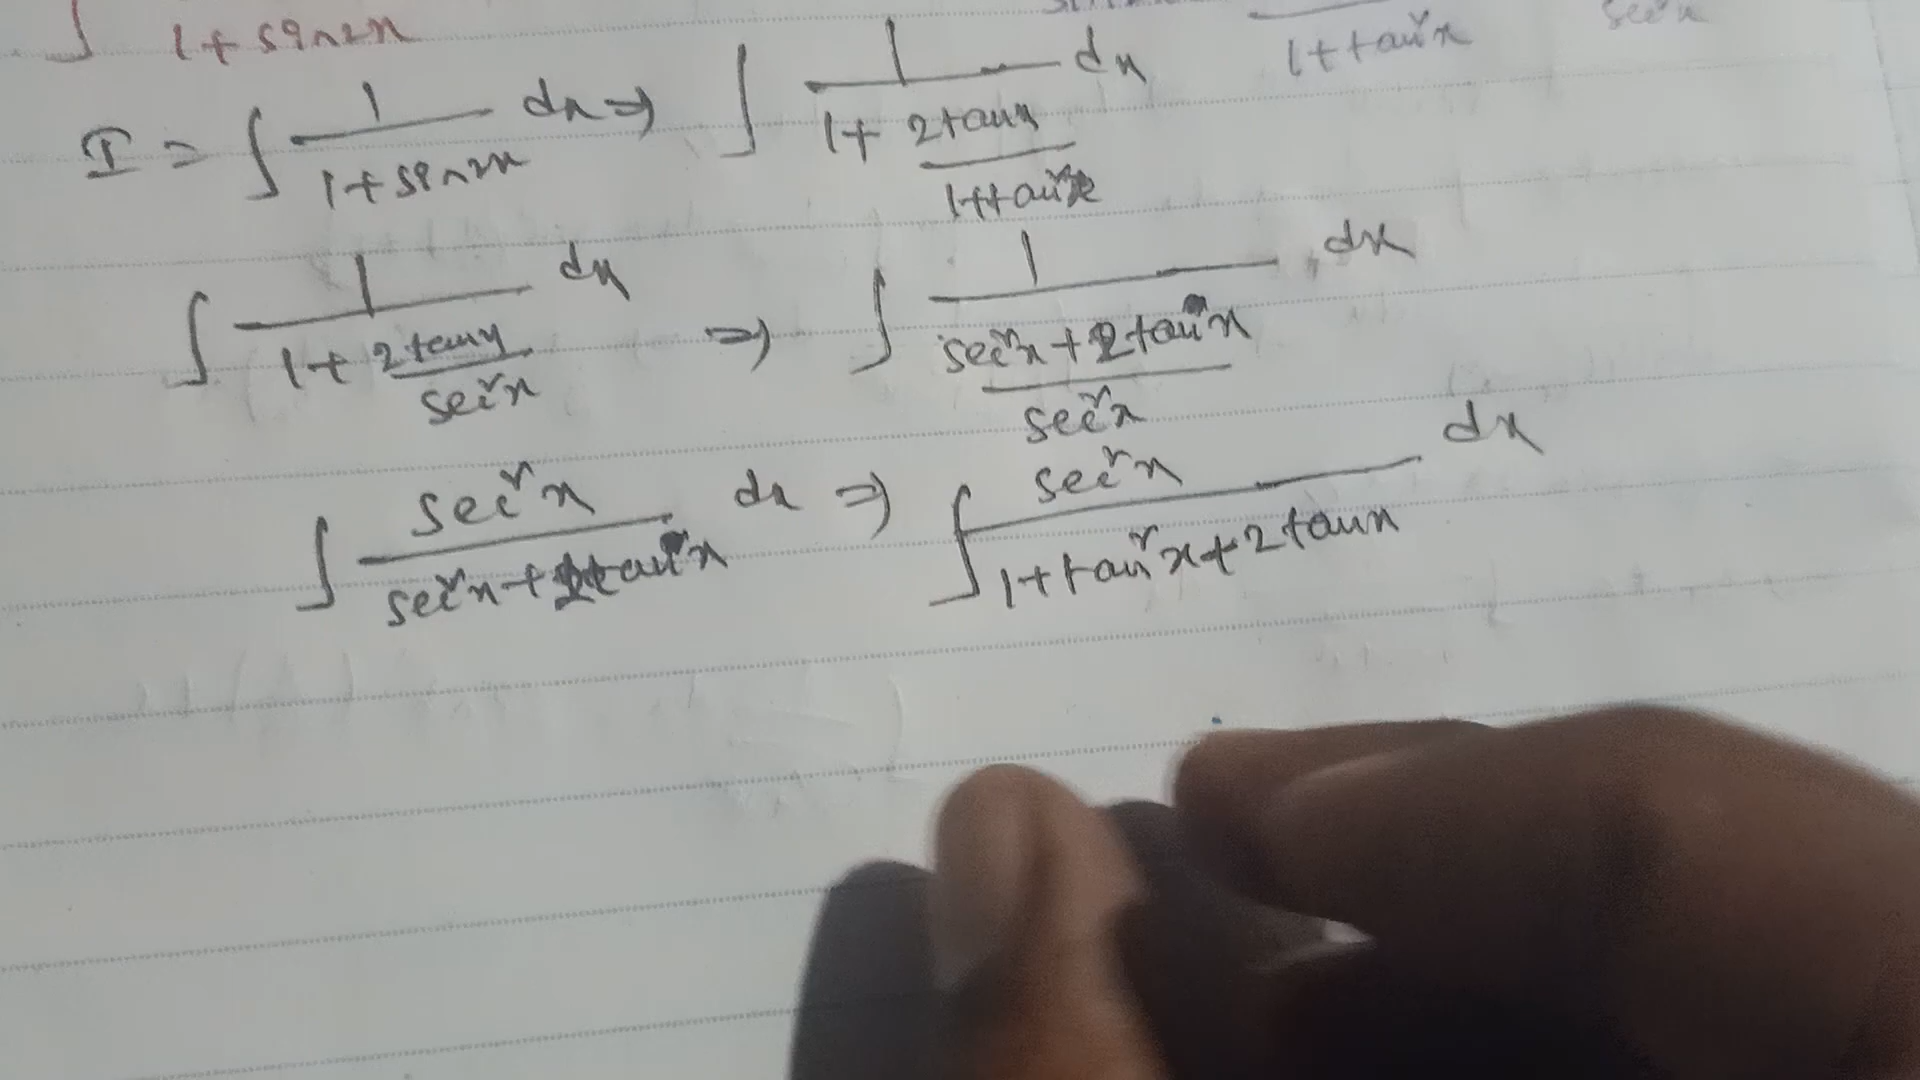 ∫ 1+sin2x
1+tan²x sec²x
I = ∫ 1/(1+sin2x) dx ⇒ ∫ 1/(1+ 2tanx/(1+tan²x)) dx
∫ 1/(1+ 2tanx/sec²x) dx ⇒ ∫ 1/((sec²x+2tanx)/sec²x) dx
∫ sec²x/(sec²x+2tanx) dx ⇒ ∫ sec²x/(1+tan²x+2tanx) dx